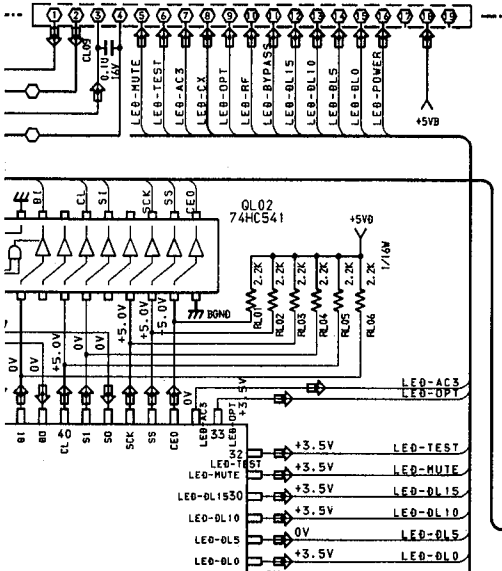 1 2 3 4 5 6 7 8 9 10 11 12 13 14 15 16 17 18 19
CL09
0.1U
16V
LED-MUTE
LED-TEST
LED-AC3
LED-CX
LED-OPT
LED-RF
LED-BYPASS
LED-DL15
LED-DL10
LED-DL5
LED-DL0
LED-POWER
+5VD
BI CL SI SCK SS CEO
QL02
74HC541
+5VD
1/16W
2.2K 2.2K 2.2K 2.2K 2.2K 2.2K
RL01 RL02 RL03 RL04 RL05 RL06
DGND
0V 0V +5.0V 0V 0V +5.0V +5.0V +5.0V 0V
BI BO CL SI SO SCK SS CEO
40
LED-AC3
33
LED-OPT
+3.5V
LED-AC3
LED-OPT
32 +3.5V LED-TEST
LED-TEST
LED-MUTE +3.5V LED-MUTE
LED-DL1530 +3.5V LED-DL15
LED-DL10 +3.5V LED-DL10
LED-DL5 0V LED-DL5
LED-DL0 +3.5V LED-DL0